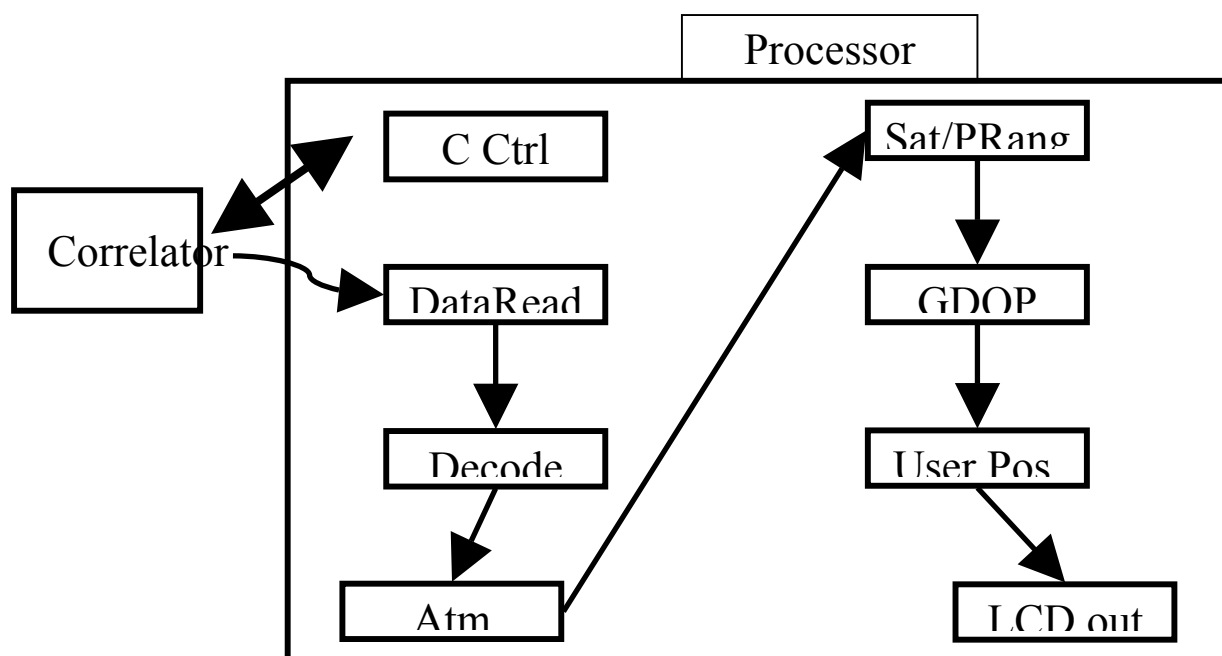 Processor
C Ctrl
Sat/PRang
Correlator
DataRead
GDOP
Decode
User Pos
Atm
LCD out